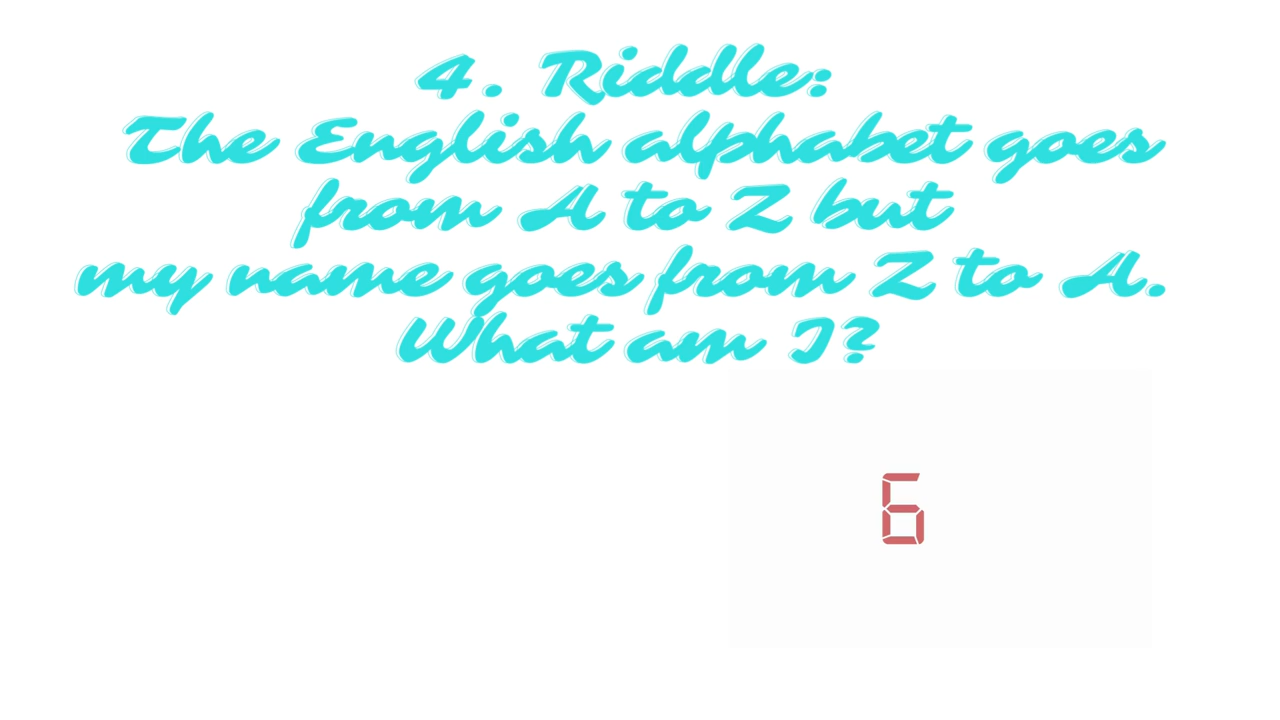 4. Riddle:
The English alphabet goes
from A to Z but
my name goes from Z to A.
What am I?
6